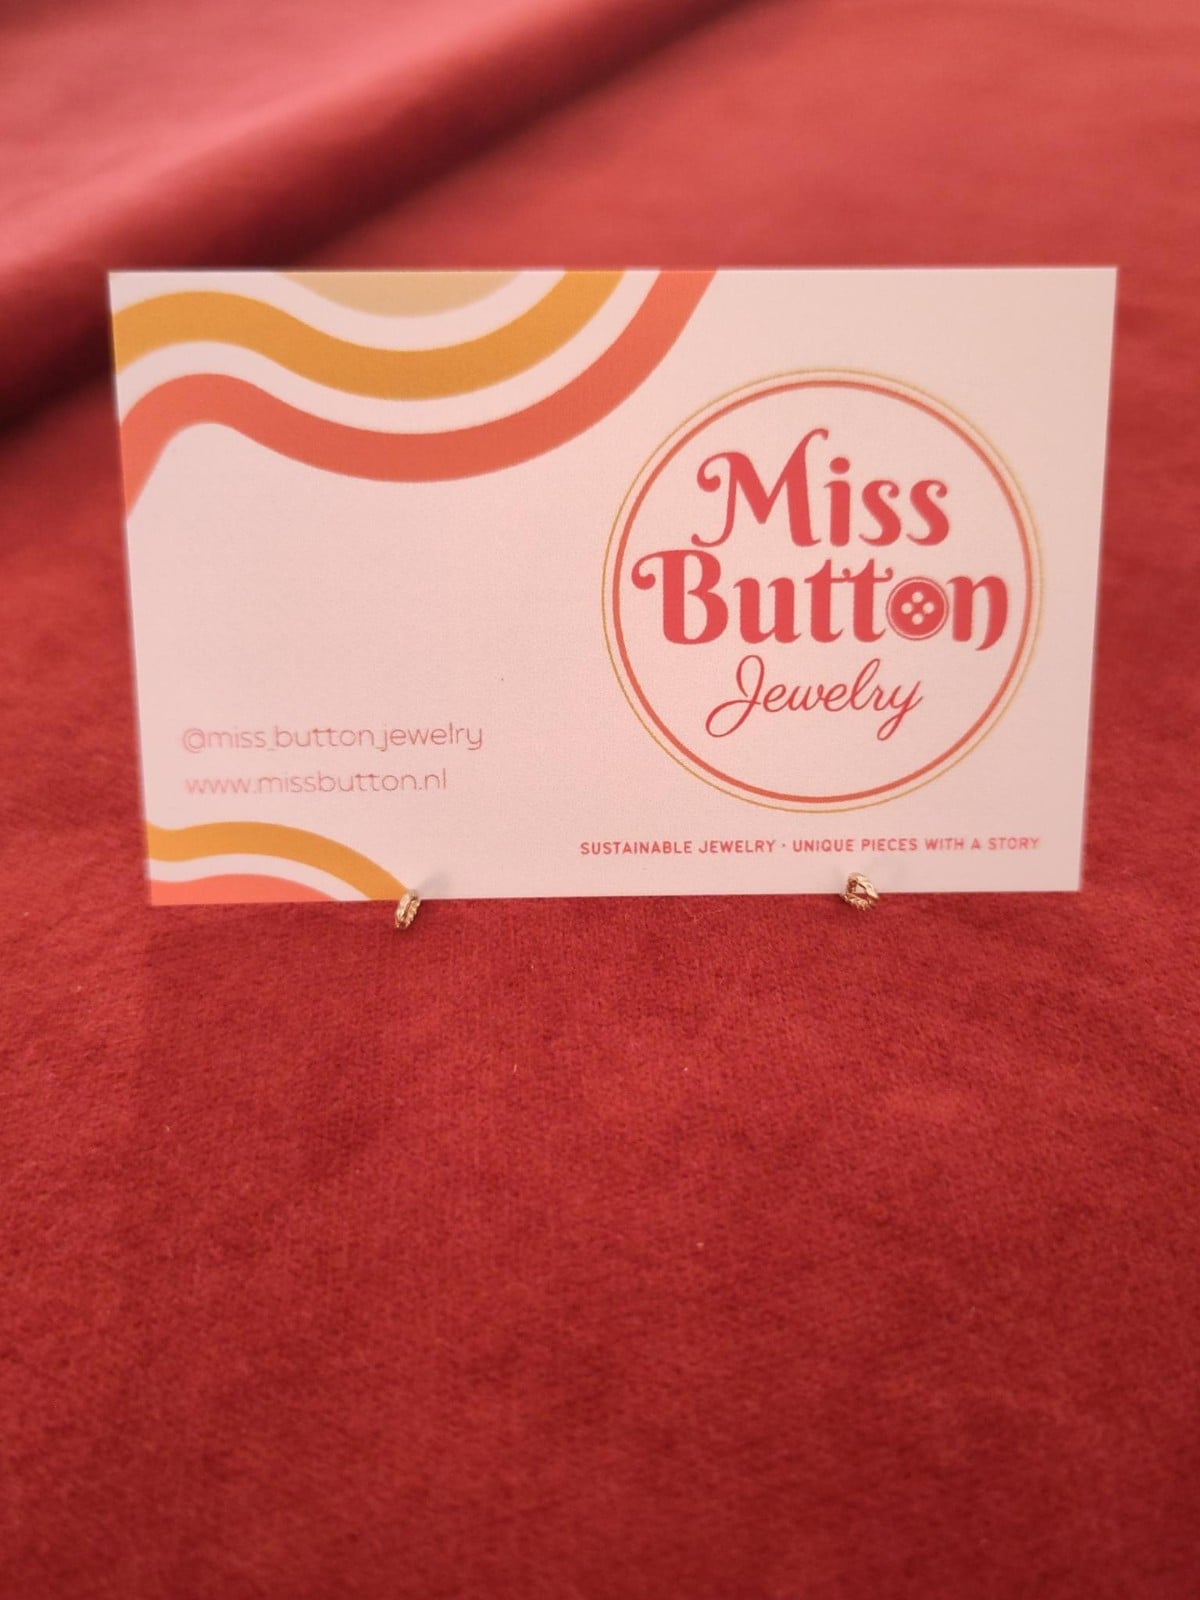 Miss
Button
Jewelry
@miss_button_jewelry
www.missbutton.nl
SUSTAINABLE JEWELRY · UNIQUE PIECES WITH A STORY